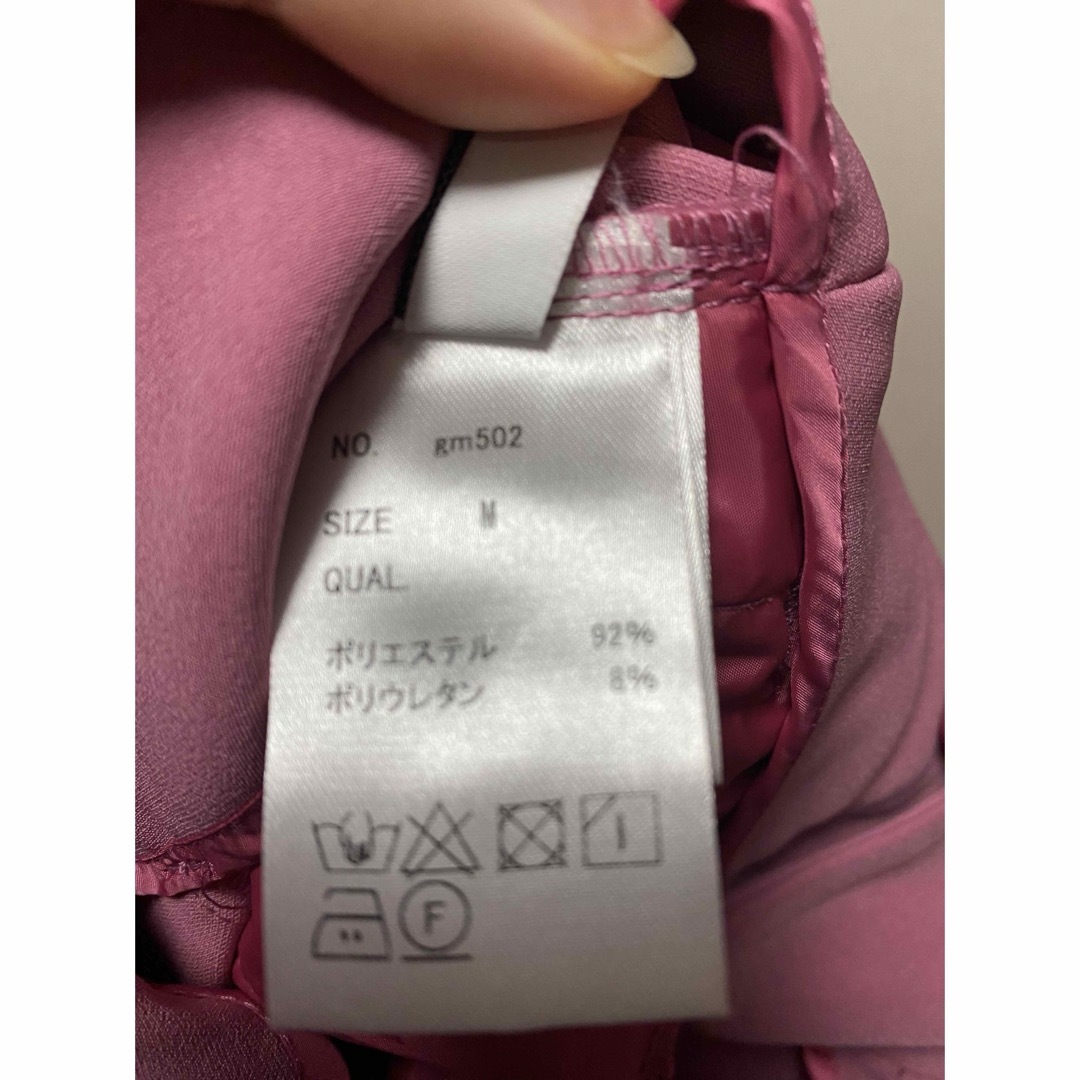 NO. gm502
SIZE M
QUAL.
ポリエステル 92%
ポリウレタン 8%
F